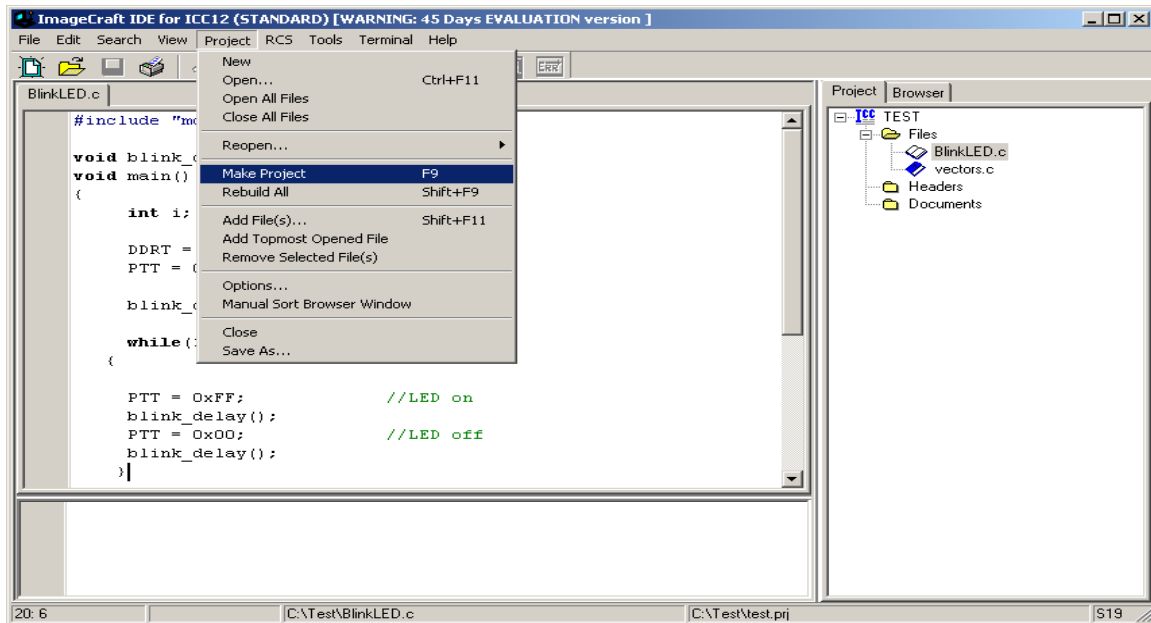 ImageCraft IDE for ICC12 (STANDARD) [WARNING: 45 Days EVALUATION version ]
File Edit Search View Project RCS Tools Terminal Help
New
Open... Ctrl+F11
Open All Files
Close All Files
Reopen...
Make Project F9
Rebuild All Shift+F9
Add File(s)... Shift+F11
Add Topmost Opened File
Remove Selected File(s)
Options...
Manual Sort Browser Window
Close
Save As...
ERR
BlinkLED.c
#include "m
void blink_
void main()
{
int i;
DDRT =
PTT =
blink_
while(
{
PTT = 0xFF; //LED on
blink_delay();
PTT = 0x00; //LED off
blink_delay();
}
Project Browser
ICC TEST
Files
BlinkLED.c
vectors.c
Headers
Documents
20: 6 C:\Test\BlinkLED.c C:\Test\test.prj S19